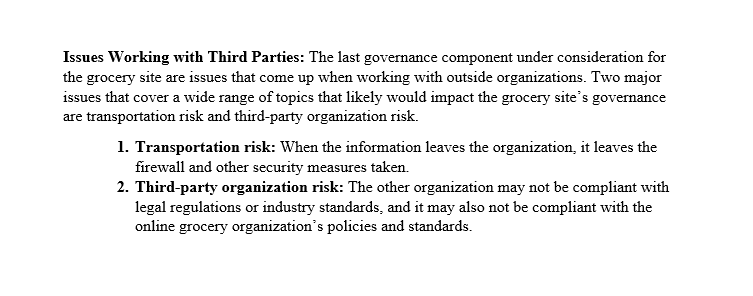 Issues Working with Third Parties: The last governance component under consideration for
the grocery site are issues that come up when working with outside organizations. Two major
issues that cover a wide range of topics that likely would impact the grocery site's governance
are transportation risk and third-party organization risk.
1. Transportation risk: When the information leaves the organization, it leaves the
firewall and other security measures taken.
2. Third-party organization risk: The other organization may not be compliant with
legal regulations or industry standards, and it may also not be compliant with the
online grocery organization's policies and standards.